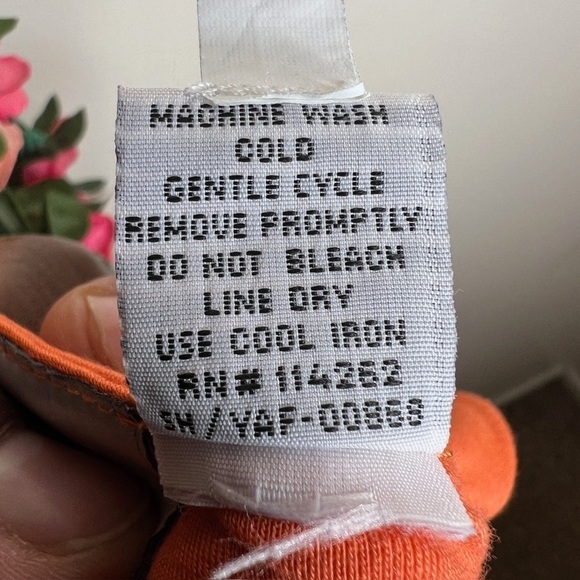 MACHINE WASH
COLD
GENTLE CYCLE
REMOVE PROMPTLY
DO NOT BLEACH
LINE DRY
USE COOL IRON
RN# 114282
SH/YAF-00868